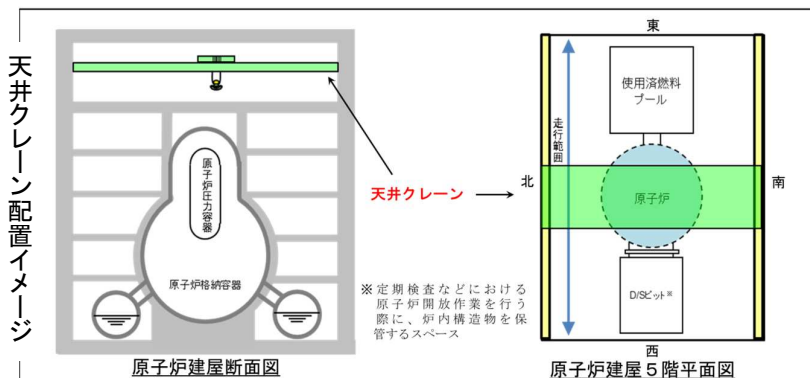 天井クレーン配置イメージ
原子炉圧力容器
原子炉格納容器
原子炉建屋断面図
天井クレーン
※定期検査などにおける
原子炉開放作業を行う
際に、炉内構造物を保
管するスペース
東
使用済燃料
プール
走行範囲
北
原子炉
南
D/Sピット※
西
原子炉建屋5階平面図